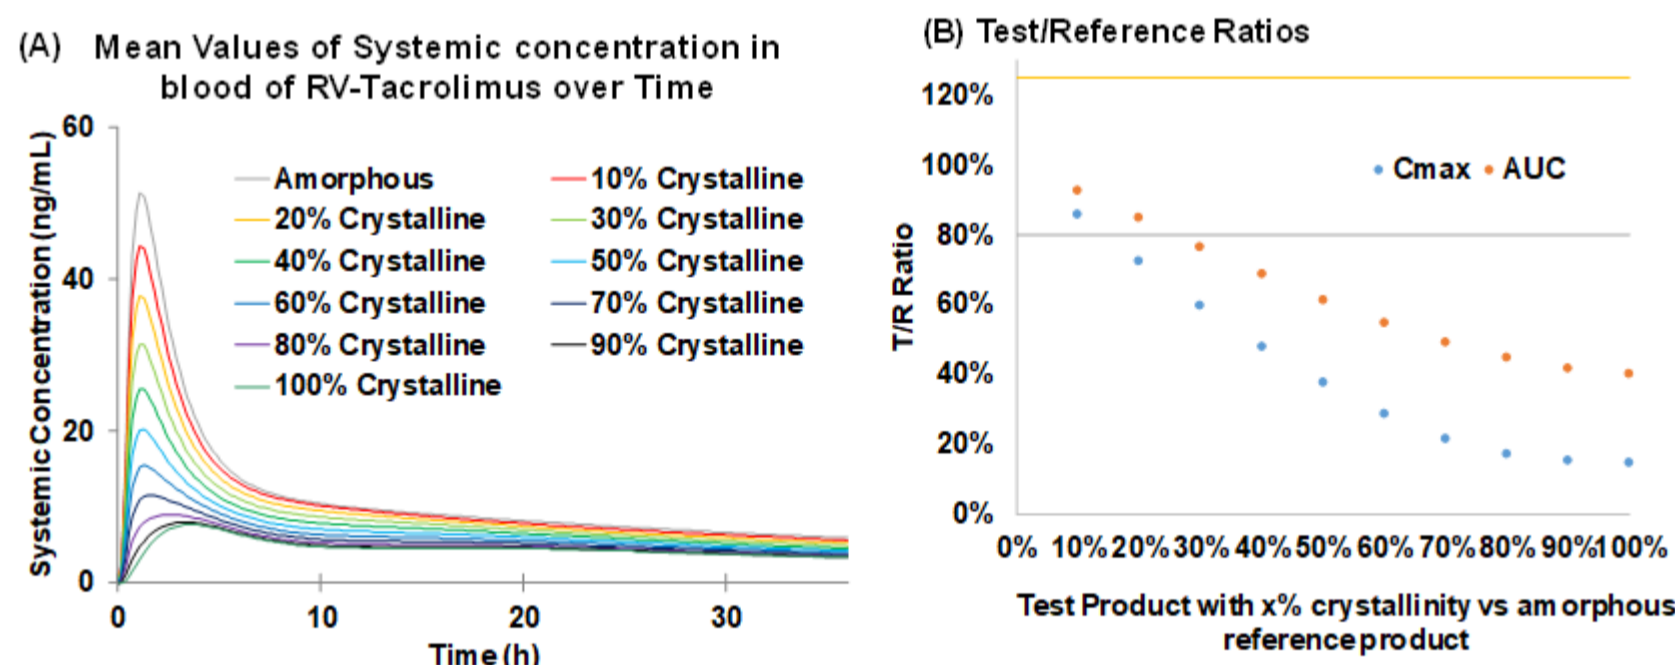 (A) Mean Values of Systemic concentration in
blood of RV-Tacrolimus over Time
Systemic Concentration (ng/mL)
60
40
20
0
Amorphous
10% Crystalline
20% Crystalline
30% Crystalline
40% Crystalline
50% Crystalline
60% Crystalline
70% Crystalline
80% Crystalline
90% Crystalline
100% Crystalline
0 10 20 30
Time (h)
(B) Test/Reference Ratios
T/R Ratio
120%
100%
80%
60%
40%
20%
0%
Cmax AUC
0% 10% 20% 30% 40% 50% 60% 70% 80% 90% 100%
Test Product with x% crystallinity vs amorphous
reference product